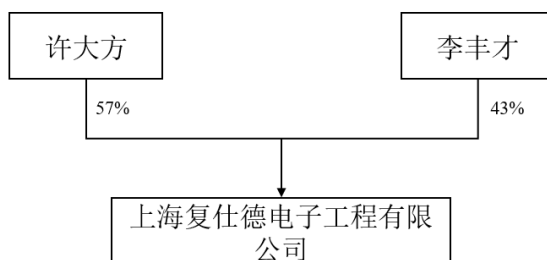 许大方
李丰才
57%
43%
上海复仕德电子工程有限
公司